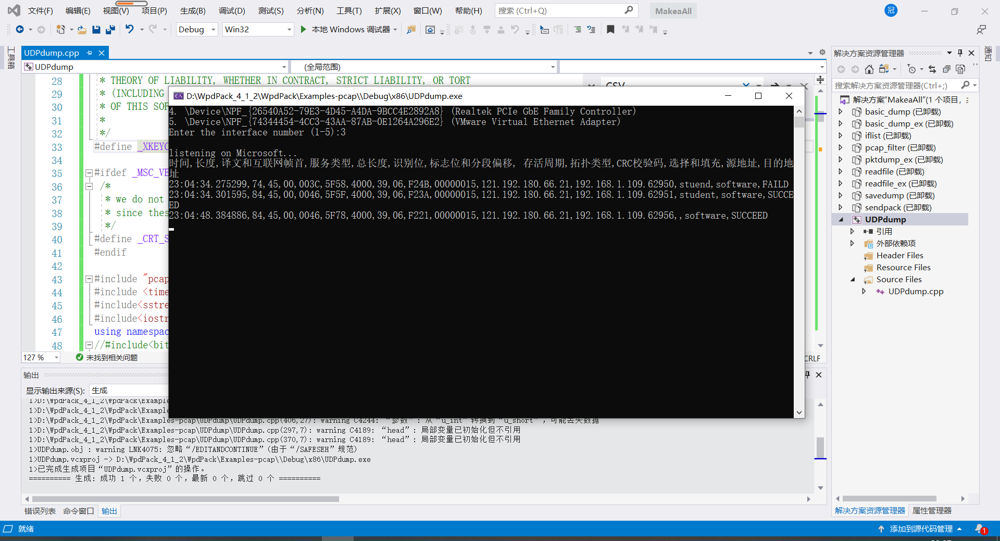 文件(F) 编辑(E) 视图(V) 项目(P) 生成(B) 调试(D) 测试(S) 分析(N) 工具(T) 扩展(X) 窗口(W) 帮助(H) 搜索 (Ctrl+Q) MakeaAll 冠
Debug Win32 本地 Windows 调试器
工具箱
UDPdump.cpp
UDPdump (全局范围)
28 * THEORY OF LIABILITY, WHETHER IN CONTRACT, STRICT LIABILITY, OR TORT
29 * (INCLUDING
30 * OF THIS SOF
31 *
32 */
33 #define _XKEYC
34
35 #ifdef _MSC_VE
36 /*
37 * we do not
38 * since thes
39 */
40 #define _CRT_S
41 #endif
42
43 #include "pcap
44 #include <time
45 #include<sstre
46 #include<iostr
47 using namespac
48 //#include<bit
127 % 未找到相关问题
CRLF
CSV
D:\WpdPack_4_1_2\WpdPack\Examples-pcap\\Debug\x86\UDPdump.exe
4. \Device\NPF_{26540A52-79E3-4D45-A4DA-9BCC4E2892A8} (Realtek PCIe GbE Family Controller)
5. \Device\NPF_{74344454-4CC3-43AA-87AB-0E1264A296E2} (VMware Virtual Ethernet Adapter)
Enter the interface number (1-5):3
listening on Microsoft...
时间,长度,译文和互联网帧首,服务类型,总长度,识别位,标志位和分段偏移, 存活周期,拓扑类型,CRC校验码,选择和填充,源地址,目的地
址
23:04:34.275299,74,45,00,003C,5F58,4000,39,06,F24B,00000015,121.192.180.66.21,192.168.1.109.62950,stuend,software,FAILD
23:04:34.301595,84,45,00,0046,5F5F,4000,39,06,F23A,00000015,121.192.180.66.21,192.168.1.109.62951,student,software,SUCCE
ED
23:04:48.384886,84,45,00,0046,5F78,4000,39,06,F221,00000015,121.192.180.66.21,192.168.1.109.62956,,software,SUCCEED
输出
显示输出来源(S): 生成
1>D:\WpdPack_4_1_2\WpdPack\Example
1>D:\WpdPack_4_1_2\WpdPack\Example
1>D:\WpdPack_4_1_2\WpdPack\Examples-pcap\UDPdump\UDPdump.cpp(406,27): warning C4244: “参数”: 从“u_int”转换到“u_short”，可能丢失数据
1>D:\WpdPack_4_1_2\WpdPack\Examples-pcap\UDPdump\UDPdump.cpp(297,7): warning C4189: “head”: 局部变量已初始化但不引用
1>D:\WpdPack_4_1_2\WpdPack\Examples-pcap\UDPdump\UDPdump.cpp(370,7): warning C4189: “head”: 局部变量已初始化但不引用
1>UDPdump.obj : warning LNK4075: 忽略“/EDITANDCONTINUE”(由于“/SAFESEH”规范)
1>UDPdump.vcxproj -> D:\WpdPack_4_1_2\WpdPack\Examples-pcap\\Debug\x86\UDPdump.exe
1>已完成生成项目“UDPdump.vcxproj”的操作。
========== 生成: 成功 1 个，失败 0 个，最新 0 个，跳过 0 个 ==========
错误列表 命令窗口 输出
解决方案资源管理器
通知
搜索解决方案资源管理器(Ctrl+;)
解决方案“MakeaAll”(1 个项目,
basic_dump (已卸载)
basic_dump_ex (已卸载)
iflist (已卸载)
pcap_filter (已卸载)
pktdump_ex (已卸载)
readfile (已卸载)
readfile_ex (已卸载)
savedump (已卸载)
sendpack (已卸载)
UDPdump
引用
外部依赖项
Header Files
Resource Files
Source Files
UDPdump.cpp
解决方案资源管理器 属性管理器
就绪 添加到源代码管理 1